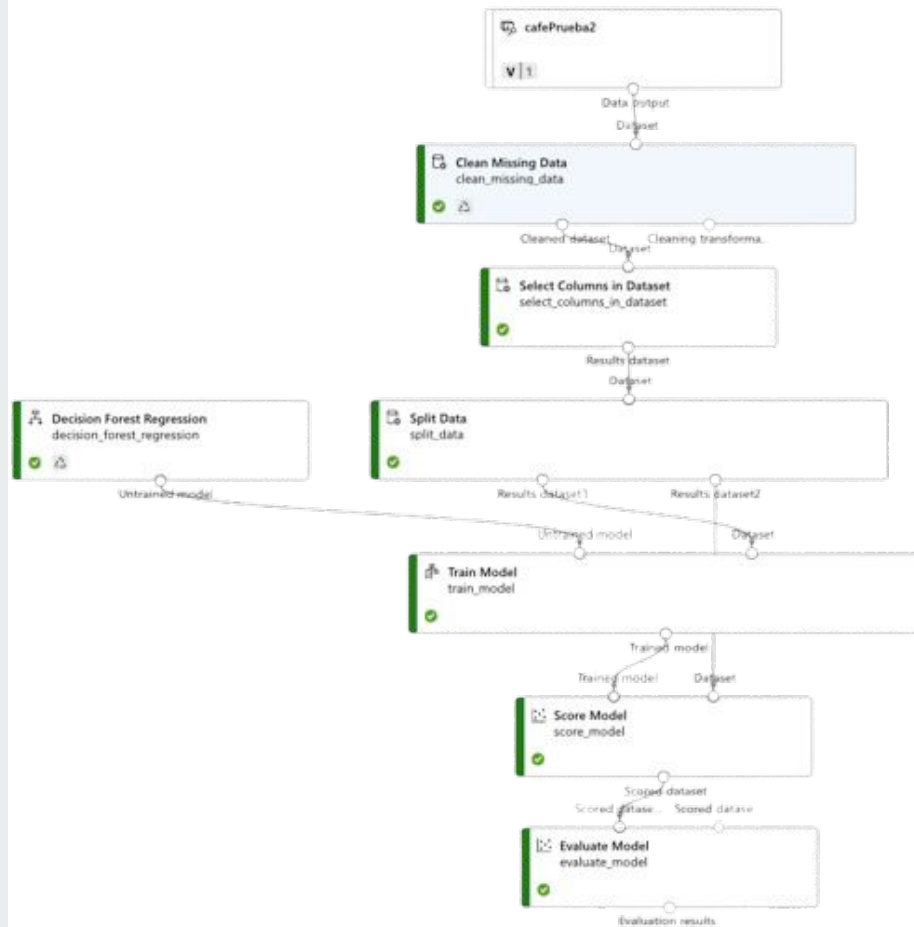 cafePrueba2
V 1
Data output
Dataset
Clean Missing Data
clean_missing_data
Cleaned dataset Cleaning transforma...
Dataset
Select Columns in Dataset
select_columns_in_dataset
Results dataset
Dataset
Decision Forest Regression
decision_forest_regression
Split Data
split_data
Untrained model
Results dataset1 Results dataset2
Untrained model Dataset
Train Model
train_model
Trained model
Trained model Dataset
Score Model
score_model
Scored dataset
Scored datase... Scored datase
Evaluate Model
evaluate_model
Evaluation results